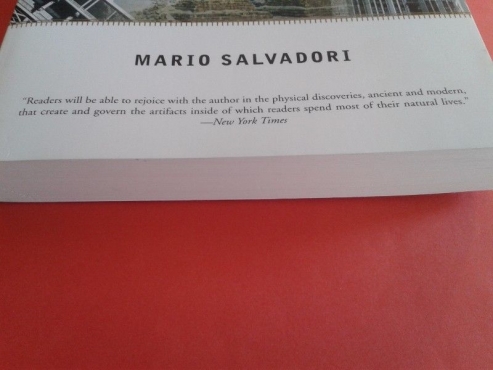 MARIO SALVADORI
"Readers will be able to rejoice with the author in the physical discoveries, ancient and modern,
that create and govern the artifacts inside of which readers spend most of their natural lives."
—New York Times